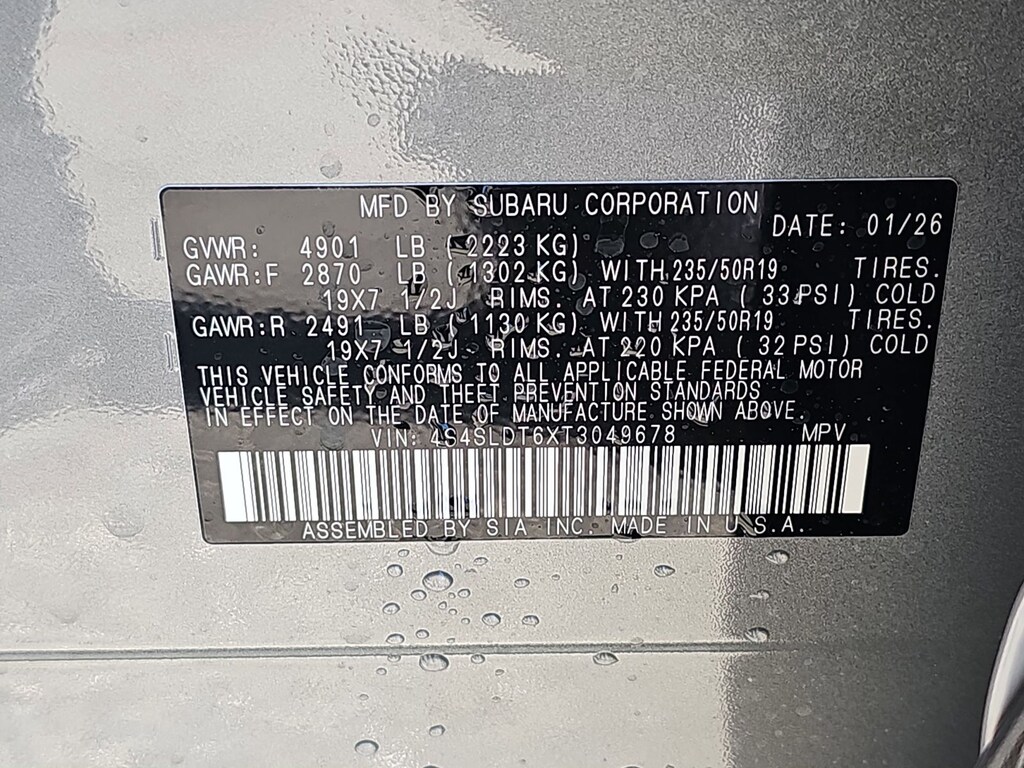 MFD BY SUBARU CORPORATION
DATE: 01/26
GVWR: 4901 LB ( 2223 KG)
GAWR:F 2870 LB ( 1302 KG) WITH 235/50R19 TIRES.
19X7 1/2J RIMS. AT 230 KPA ( 33 PSI) COLD
GAWR:R 2491 LB ( 1130 KG) WITH 235/50R19 TIRES.
19X7 1/2J RIMS. AT 220 KPA ( 32 PSI) COLD
THIS VEHICLE CONFORMS TO ALL APPLICABLE FEDERAL MOTOR
VEHICLE SAFETY AND THEFT PREVENTION STANDARDS
IN EFFECT ON THE DATE OF MANUFACTURE SHOWN ABOVE.
VIN: 4S4SLDT6XT3049678 MPV
ASSEMBLED BY SIA INC. MADE IN U.S.A.